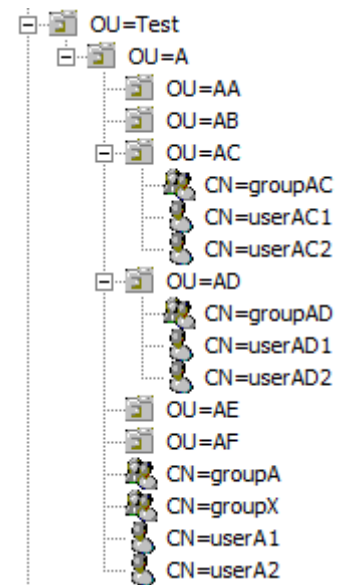 OU=Test
OU=A
OU=AA
OU=AB
OU=AC
CN=groupAC
CN=userAC1
CN=userAC2
OU=AD
CN=groupAD
CN=userAD1
CN=userAD2
OU=AE
OU=AF
CN=groupA
CN=groupX
CN=userA1
CN=userA2